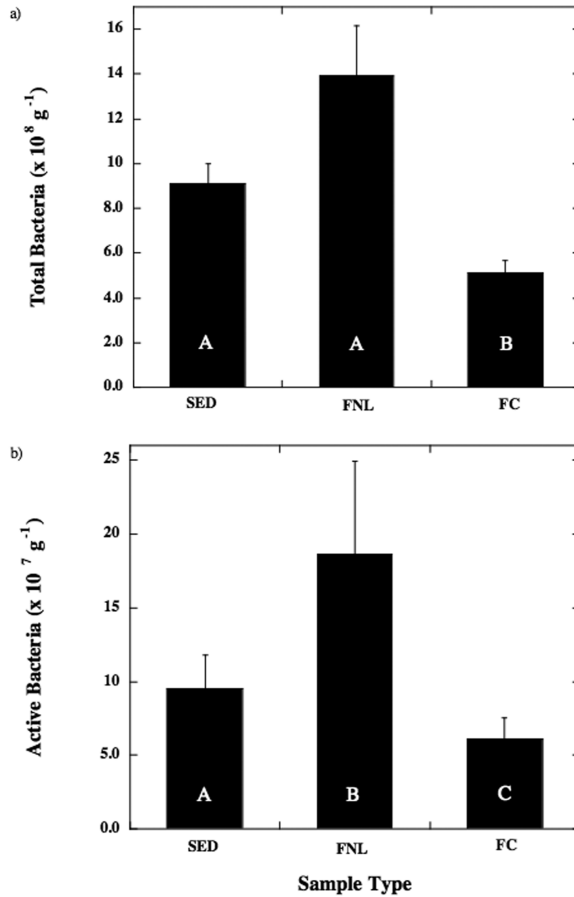 a)
Total Bacteria (x 10 8 g-1)
16
14
12
10
8.0
6.0
4.0
2.0
0.0
A
A
B
SED
FNL
FC
b)
Active Bacteria (x 10 7 g-1)
25
20
15
10
5.0
0.0
A
B
C
SED
FNL
FC
Sample Type